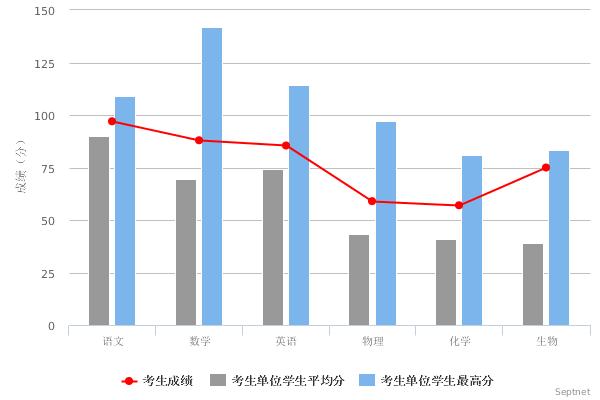 150
125
100
75
50
25
0
成绩（分）
语文 数学 英语 物理 化学 生物
考生成绩 考生单位学生平均分 考生单位学生最高分
Septnet